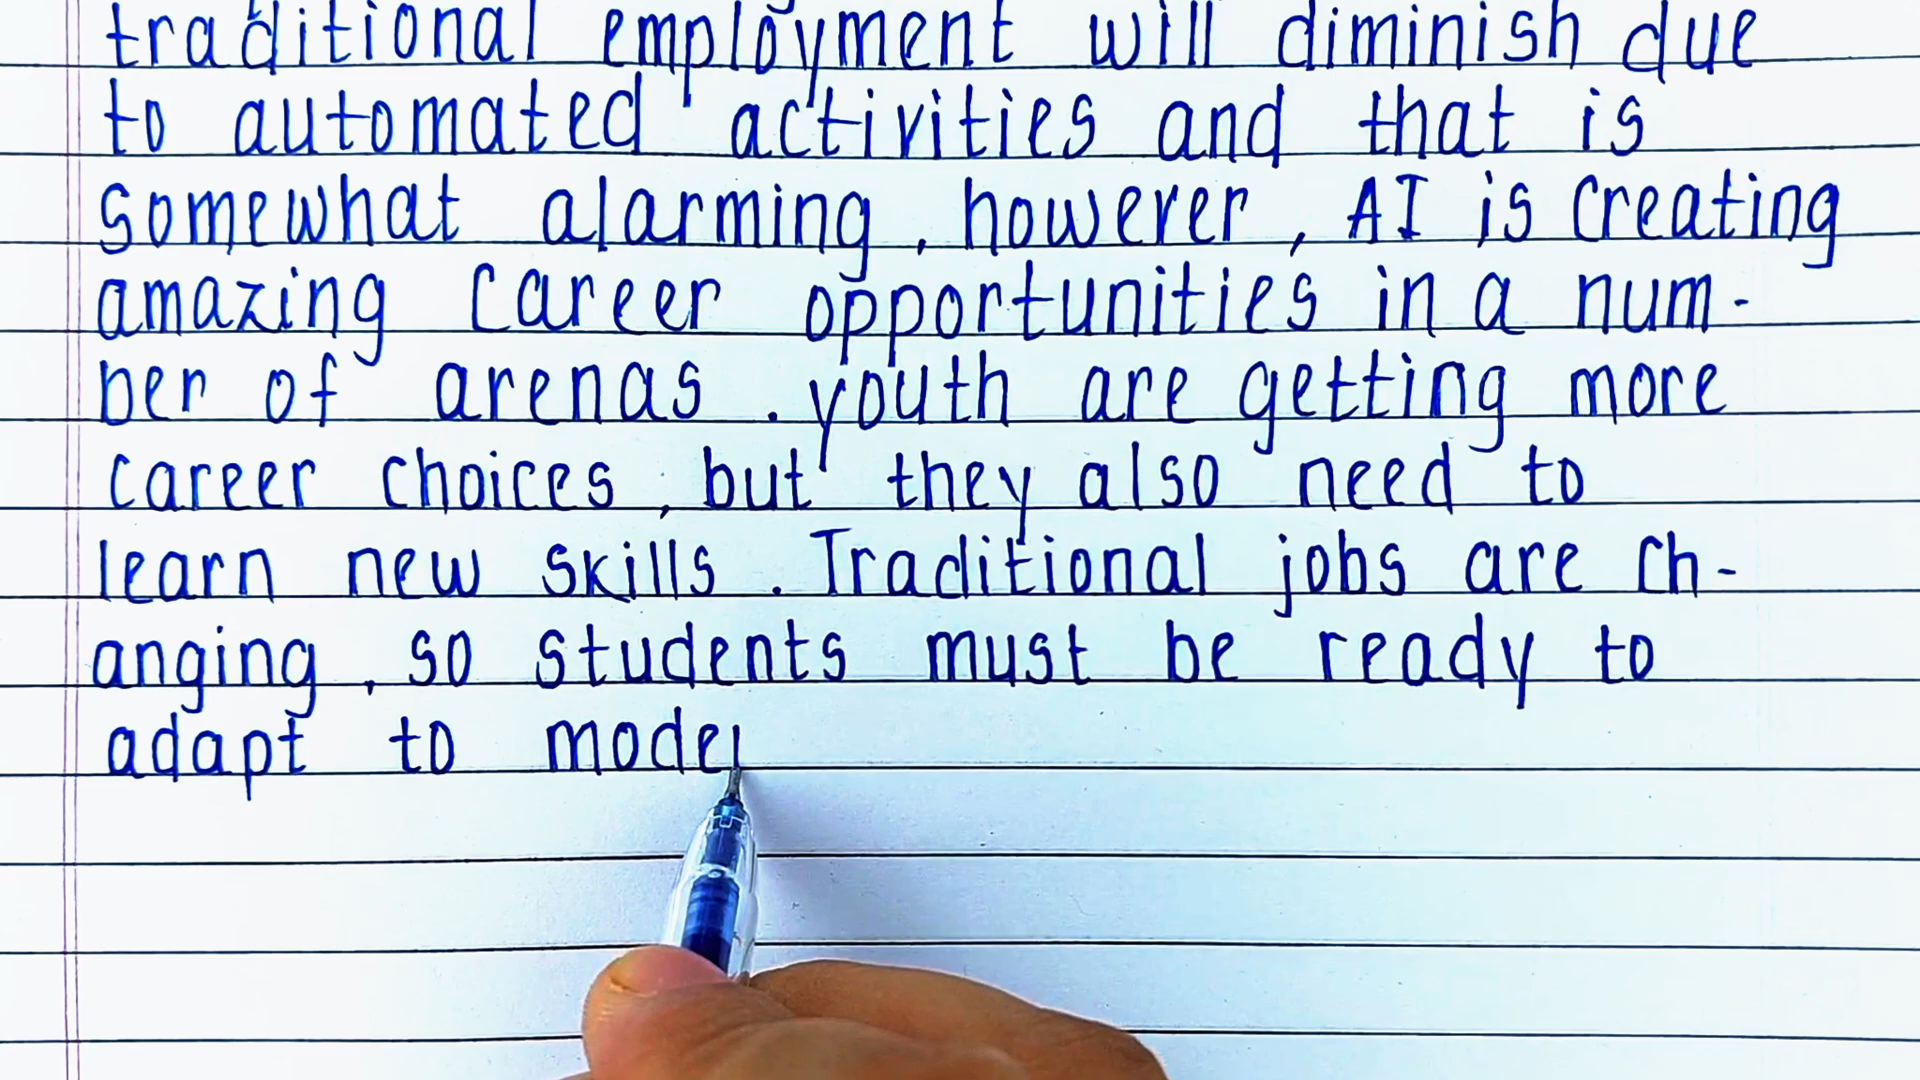 traditional employment will diminish due
to automated activities and that is
somewhat alarming, however, AI is creating
amazing career opportunities in a num-
ber of arenas. youth are getting more
career choices, but they also need to
learn new skills. Traditional jobs are ch-
anging, so students must be ready to
adapt to mode